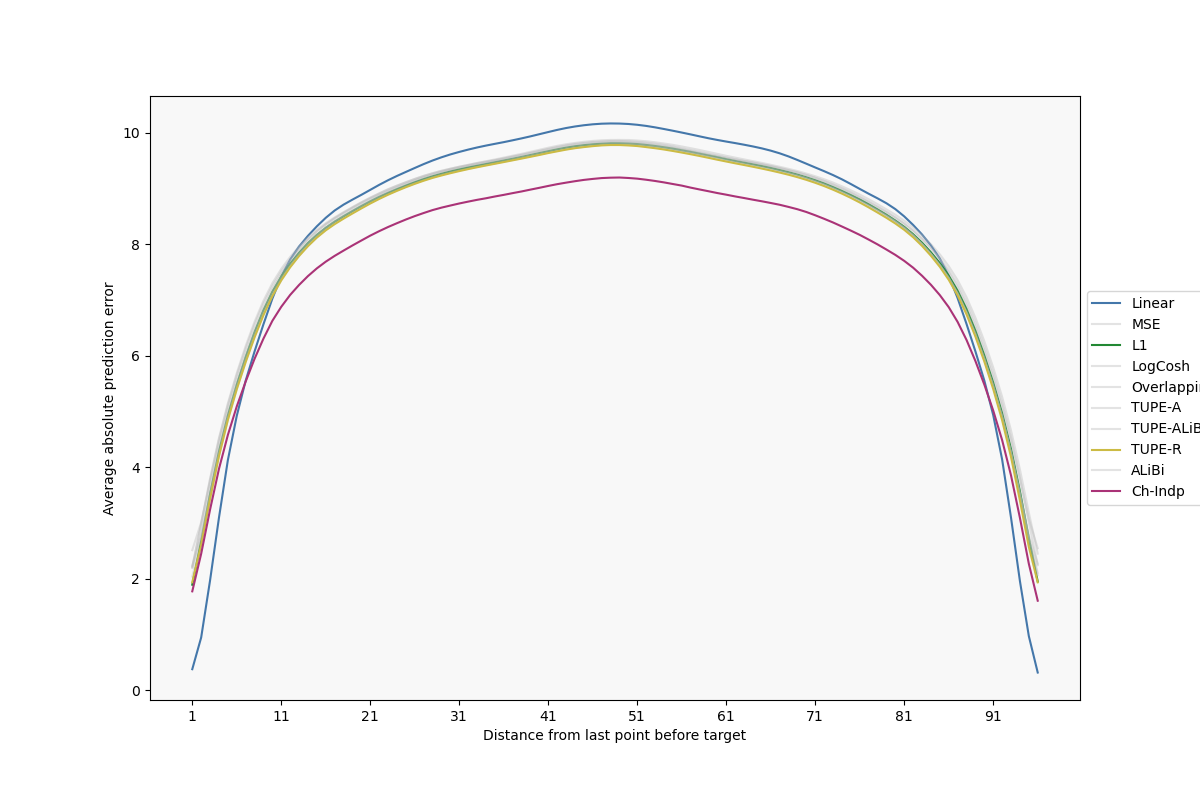 Average absolute prediction error
10
8
6
4
2
0
1 11 21 31 41 51 61 71 81 91
Distance from last point before target
Linear
MSE
L1
LogCosh
TUPE-A
TUPE-R
ALiBi
Ch-Indp